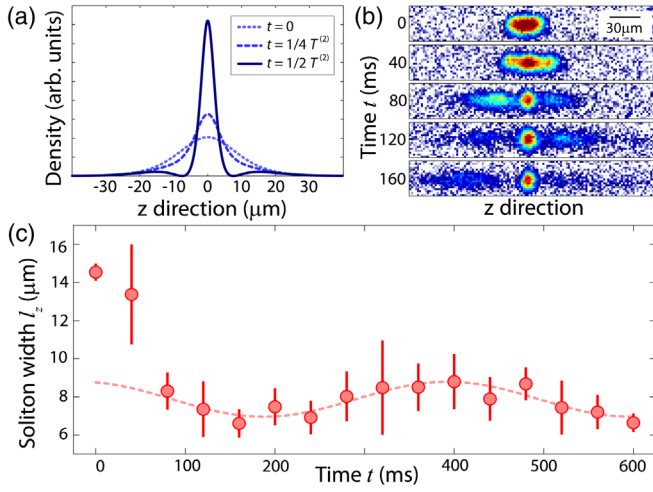 (a)
t = 0
t = 1/4 T⁽²⁾
t = 1/2 T⁽²⁾
Density (arb. units)
-30 -20 -10 0 10 20 30
z direction (μm)
(b)
30μm
Time t (ms)
0
40
80
120
160
z direction
(c)
Soliton width l_z (μm)
16
14
12
10
8
6
0 100 200 300 400 500 600
Time t (ms)